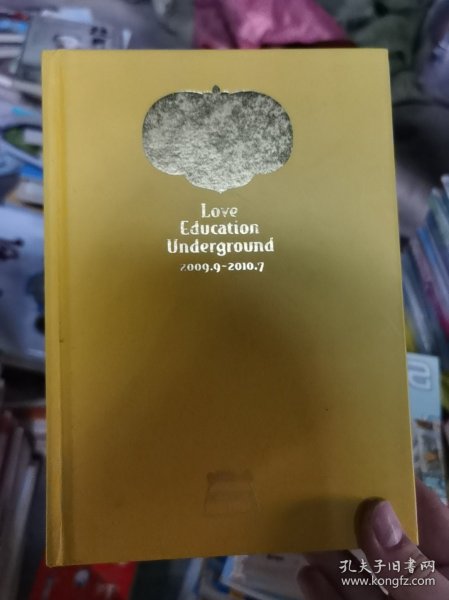 Love
Education
Underground
2009.9-2010.7
孔夫子旧书网
www.kongfz.com